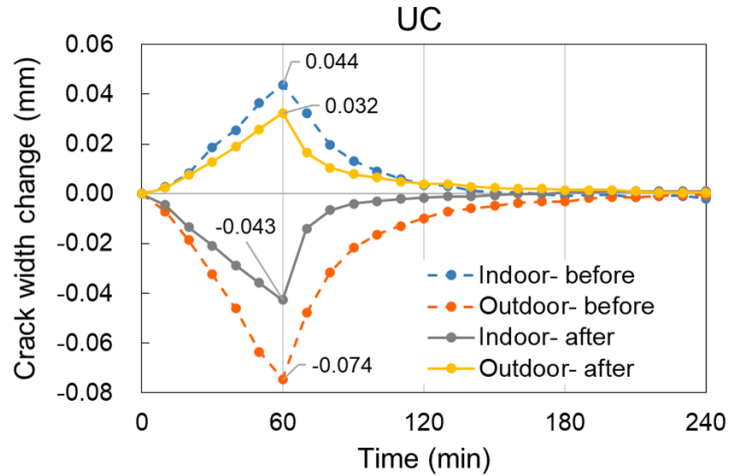 UC
Crack width change (mm)
0.06
0.04
0.02
0.00
-0.02
-0.04
-0.06
-0.08
0.044
0.032
-0.043
-0.074
Indoor- before
Outdoor- before
Indoor- after
Outdoor- after
0
60
120
180
240
Time (min)